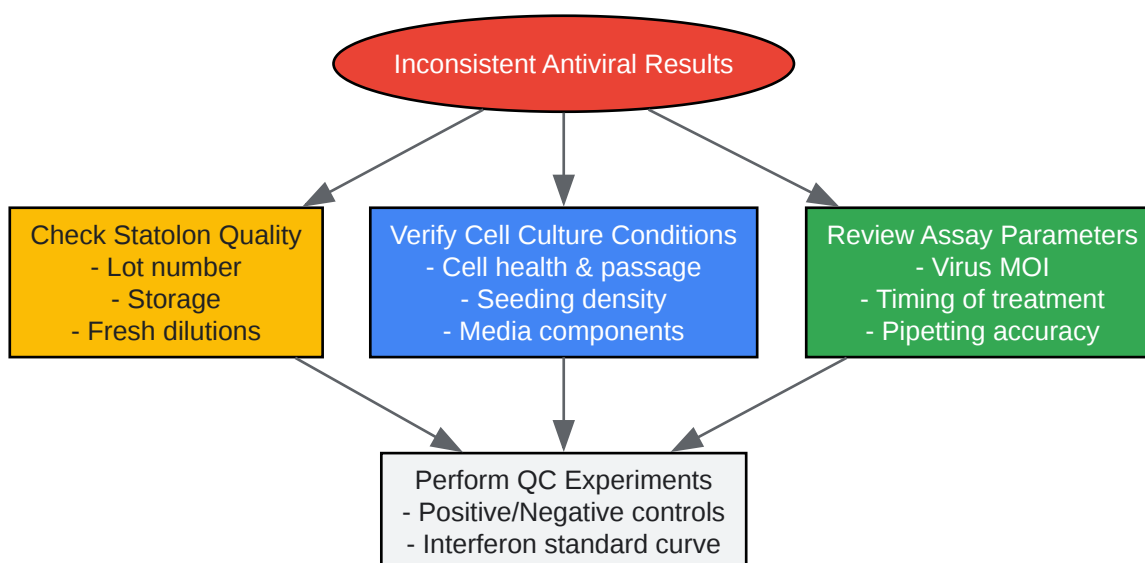 Inconsistent Antiviral Results
Check Statolon Quality
- Lot number
- Storage
- Fresh dilutions
Verify Cell Culture Conditions
- Cell health & passage
- Seeding density
- Media components
Review Assay Parameters
- Virus MOI
- Timing of treatment
- Pipetting accuracy
Perform QC Experiments
- Positive/Negative controls
- Interferon standard curve